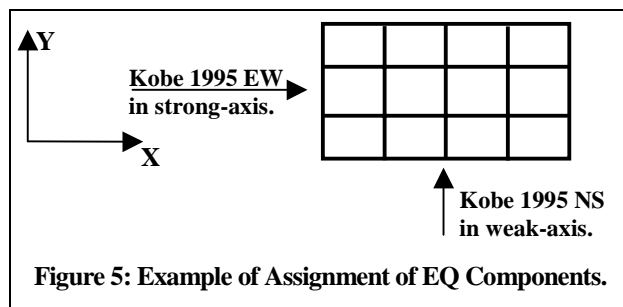 Y
Kobe 1995 EW
in strong-axis.
X
Kobe 1995 NS
in weak-axis.
Figure 5: Example of Assignment of EQ Components.